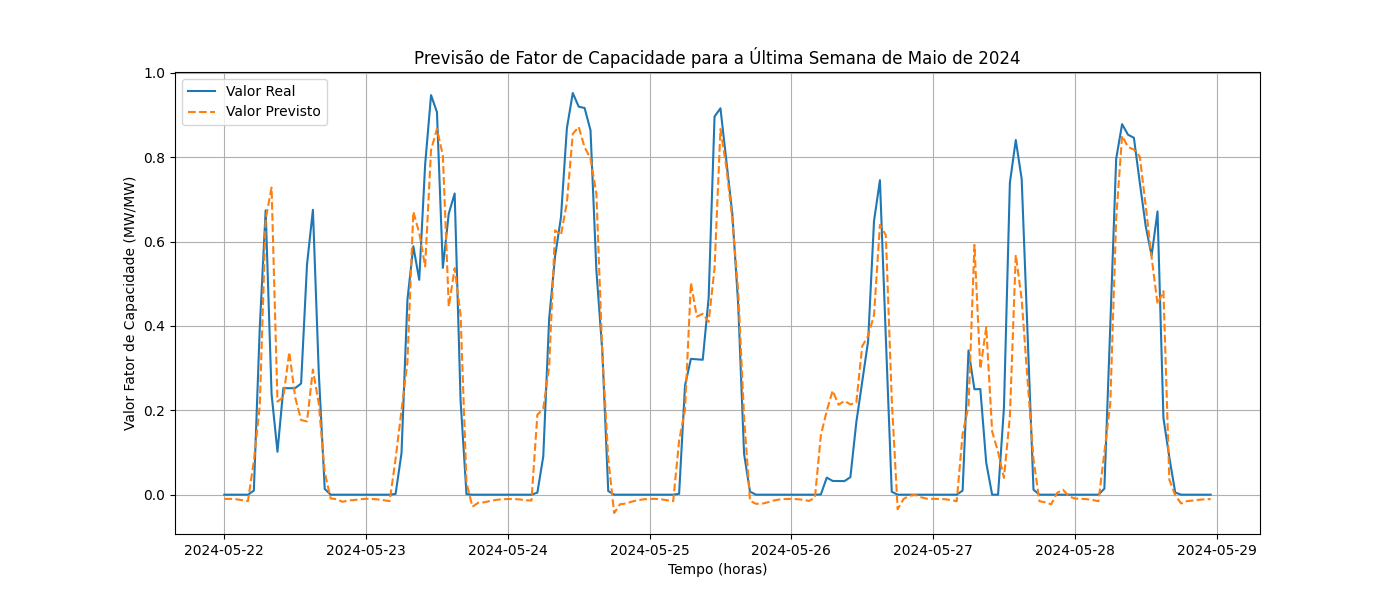 Previsão de Fator de Capacidade para a Última Semana de Maio de 2024
1.0
Valor Real
Valor Previsto
0.8
0.6
0.4
0.2
0.0
Valor Fator de Capacidade (MW/MW)
2024-05-22 2024-05-23 2024-05-24 2024-05-25 2024-05-26 2024-05-27 2024-05-28 2024-05-29
Tempo (horas)